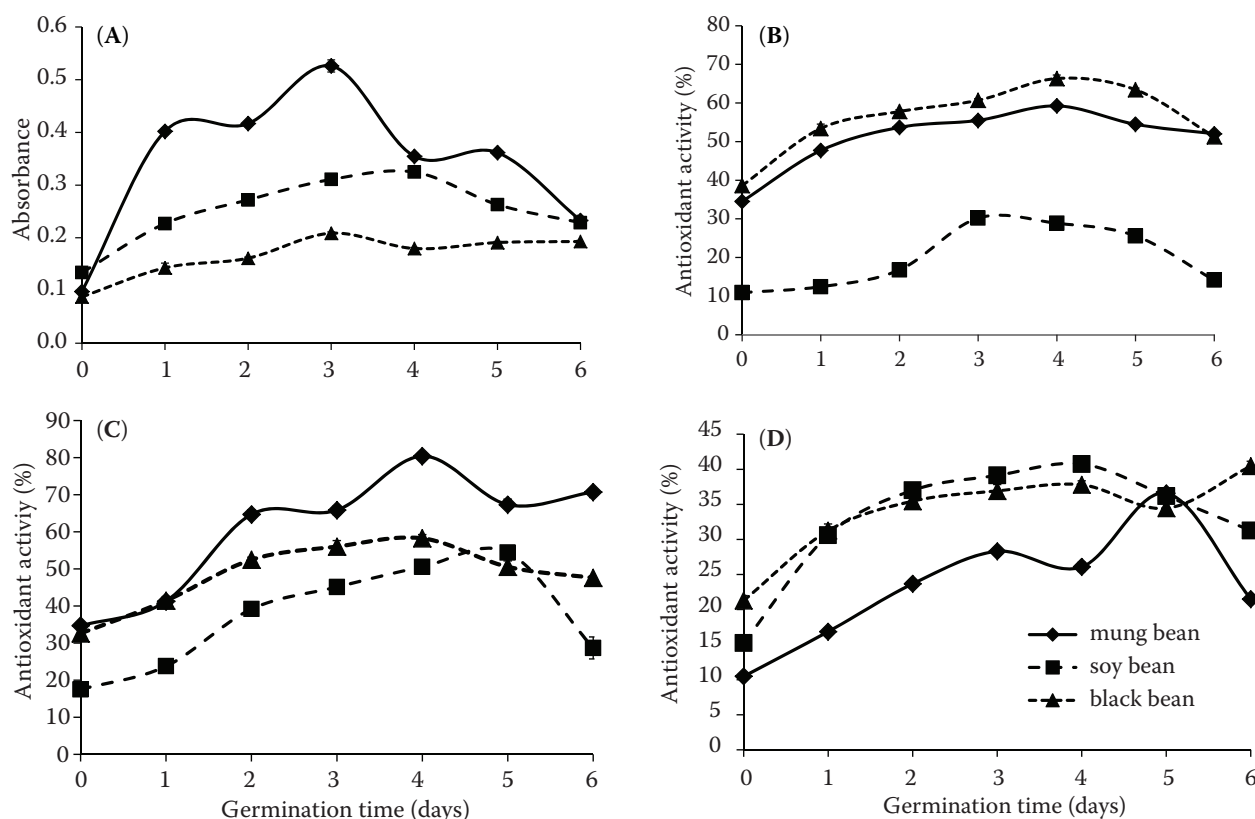 (A)
Absorbance
0.6
0.5
0.4
0.3
0.2
0.1
0.0
0 1 2 3 4 5 6
(B)
Antioxidant activity (%)
80
70
60
50
40
30
20
10
0
0 1 2 3 4 5 6
(C)
Antioxidant activity (%)
90
80
70
60
50
40
30
20
10
0
0 1 2 3 4 5 6
Germination time (days)
(D)
Antioxidant activity (%)
45
40
35
30
25
20
15
10
5
0
0 1 2 3 4 5 6
Germination time (days)
mung bean
soy bean
black bean